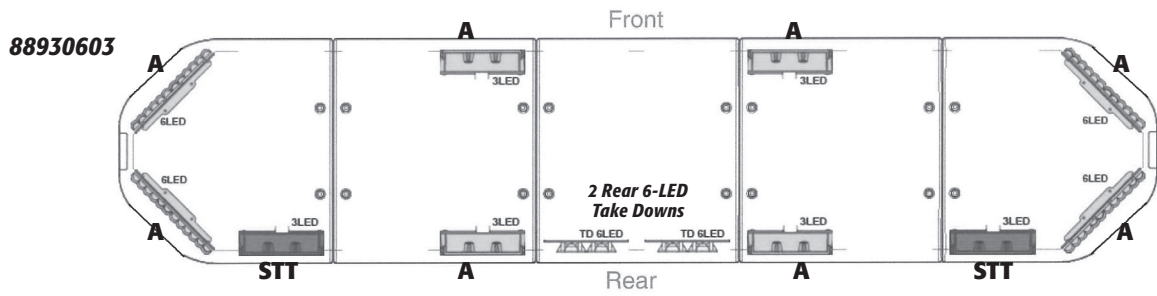 Front
88930603
A A A A
3LED 3LED
6LED 6LED
6LED 6LED
2 Rear 6-LED
Take Downs
3LED 3LED TD 6LED TD 6LED 3LED 3LED
A A
STT A A STT
Rear